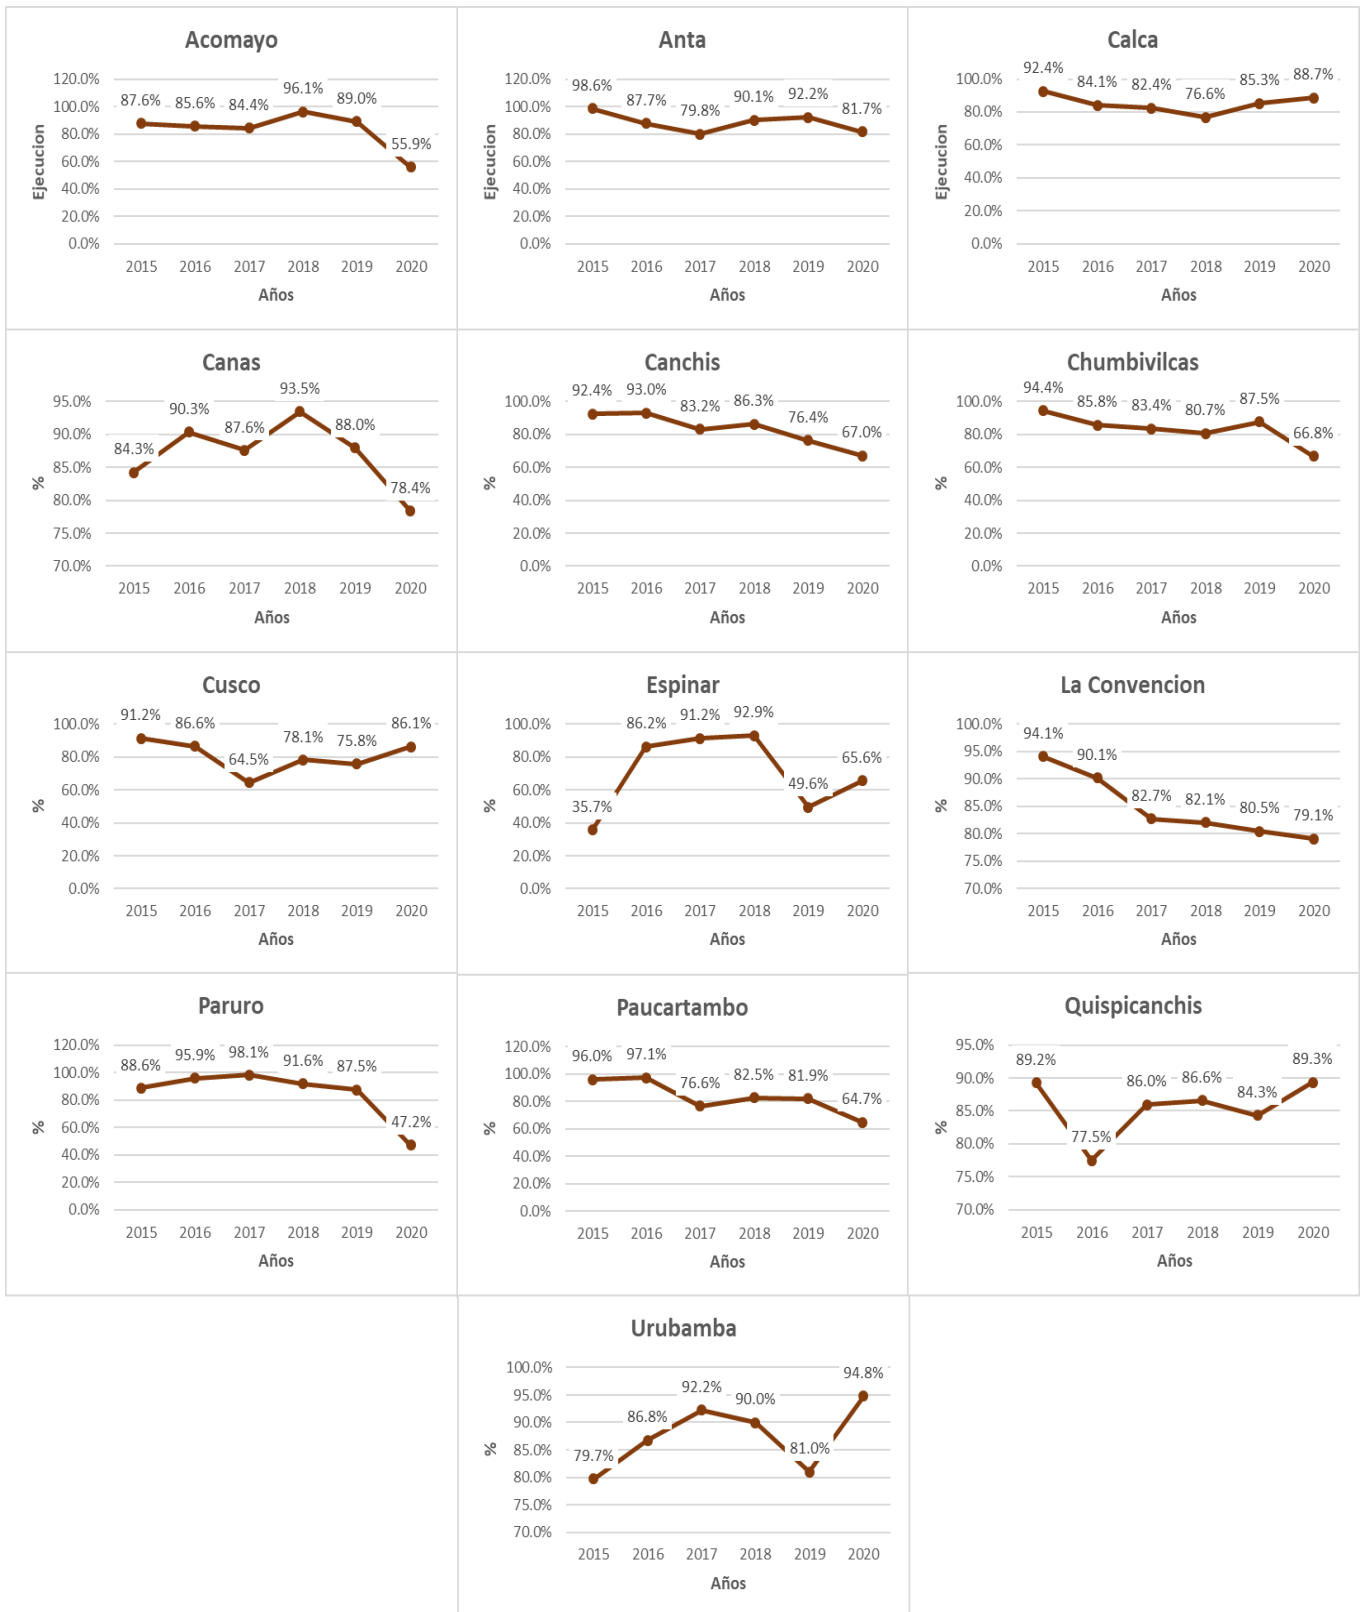 Acomayo
120.0%
100.0%
80.0%
60.0%
40.0%
20.0%
0.0%
87.6% 85.6% 84.4% 96.1% 89.0% 55.9%
Ejecucion
2015 2016 2017 2018 2019 2020
Años
Anta
120.0%
100.0%
80.0%
60.0%
40.0%
20.0%
0.0%
98.6% 87.7% 79.8% 90.1% 92.2% 81.7%
Ejecucion
2015 2016 2017 2018 2019 2020
Años
Calca
100.0%
80.0%
60.0%
40.0%
20.0%
0.0%
92.4% 84.1% 82.4% 76.6% 85.3% 88.7%
Ejecucion
2015 2016 2017 2018 2019 2020
Años
Canas
95.0%
90.0%
85.0%
80.0%
75.0%
70.0%
84.3% 90.3% 87.6% 93.5% 88.0% 78.4%
%
2015 2016 2017 2018 2019 2020
Años
Canchis
100.0%
80.0%
60.0%
40.0%
20.0%
0.0%
92.4% 93.0% 83.2% 86.3% 76.4% 67.0%
%
2015 2016 2017 2018 2019 2020
Años
Chumbivilcas
100.0%
80.0%
60.0%
40.0%
20.0%
0.0%
94.4% 85.8% 83.4% 80.7% 87.5% 66.8%
%
2015 2016 2017 2018 2019 2020
Años
Cusco
100.0%
80.0%
60.0%
40.0%
20.0%
0.0%
91.2% 86.6% 64.5% 78.1% 75.8% 86.1%
%
2015 2016 2017 2018 2019 2020
Años
Espinar
100.0%
80.0%
60.0%
40.0%
20.0%
0.0%
35.7% 86.2% 91.2% 92.9% 49.6% 65.6%
%
2015 2016 2017 2018 2019 2020
Años
La Convencion
100.0%
95.0%
90.0%
85.0%
80.0%
75.0%
70.0%
94.1% 90.1% 82.7% 82.1% 80.5% 79.1%
%
2015 2016 2017 2018 2019 2020
Años
Paruro
120.0%
100.0%
80.0%
60.0%
40.0%
20.0%
0.0%
88.6% 95.9% 98.1% 91.6% 87.5% 47.2%
%
2015 2016 2017 2018 2019 2020
Años
Paucartambo
120.0%
100.0%
80.0%
60.0%
40.0%
20.0%
0.0%
96.0% 97.1% 76.6% 82.5% 81.9% 64.7%
%
2015 2016 2017 2018 2019 2020
Años
Quispicanchis
95.0%
90.0%
85.0%
80.0%
75.0%
70.0%
89.2% 77.5% 86.0% 86.6% 84.3% 89.3%
%
2015 2016 2017 2018 2019 2020
Años
Urubamba
100.0%
95.0%
90.0%
85.0%
80.0%
75.0%
70.0%
79.7% 86.8% 92.2% 90.0% 81.0% 94.8%
%
2015 2016 2017 2018 2019 2020
Años